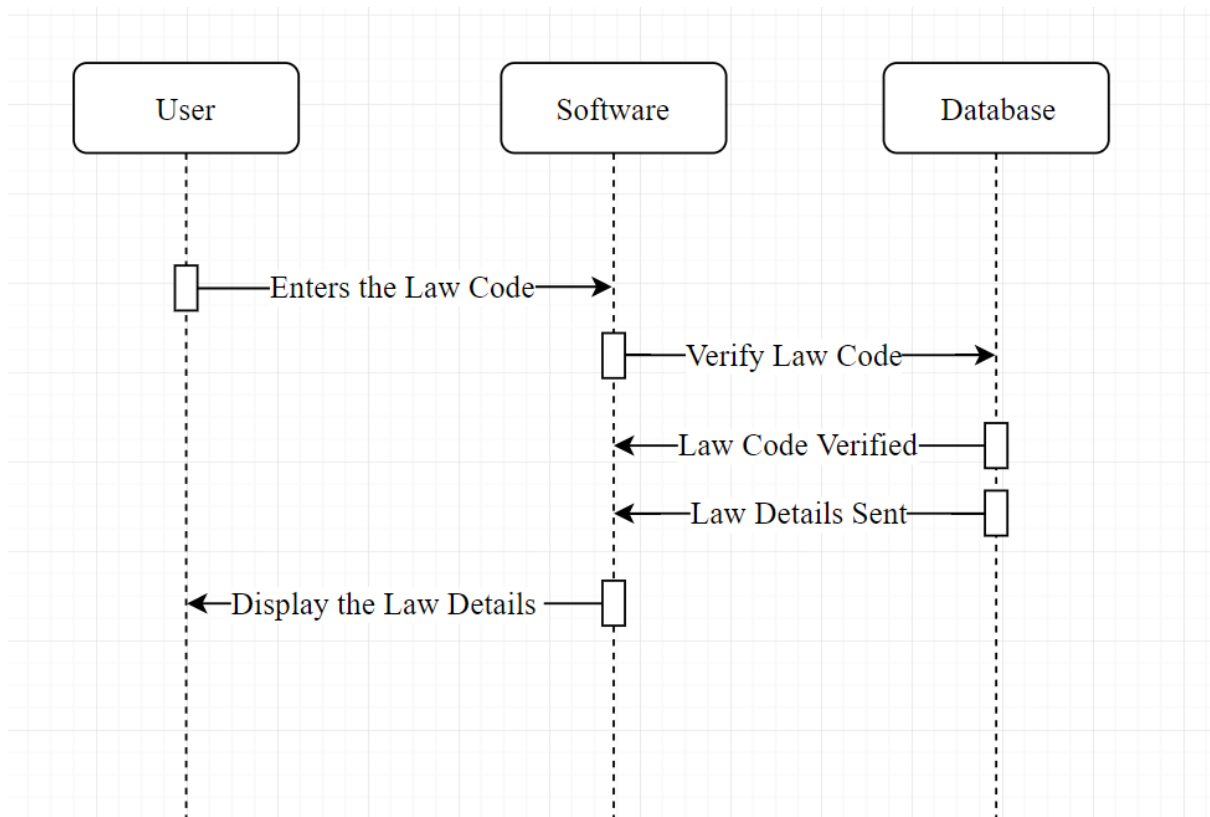 User
Software
Database
Enters the Law Code
Verify Law Code
Law Code Verified
Law Details Sent
Display the Law Details